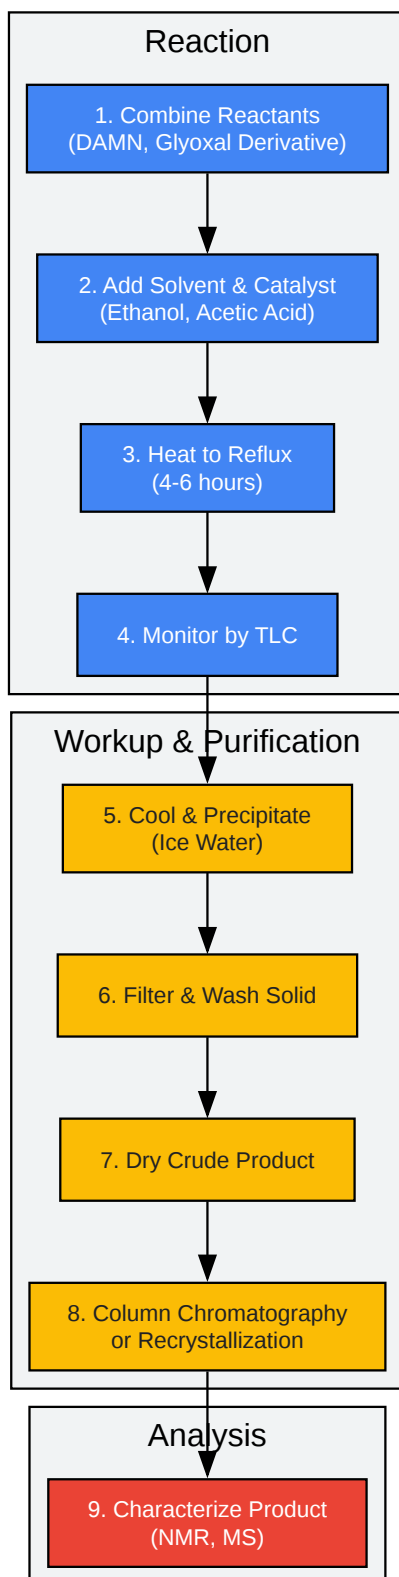 Reaction
1. Combine Reactants
(DAMN, Glyoxal Derivative)
2. Add Solvent & Catalyst
(Ethanol, Acetic Acid)
3. Heat to Reflux
(4-6 hours)
4. Monitor by TLC
Workup & Purification
5. Cool & Precipitate
(Ice Water)
6. Filter & Wash Solid
7. Dry Crude Product
8. Column Chromatography
or Recrystallization
Analysis
9. Characterize Product
(NMR, MS)